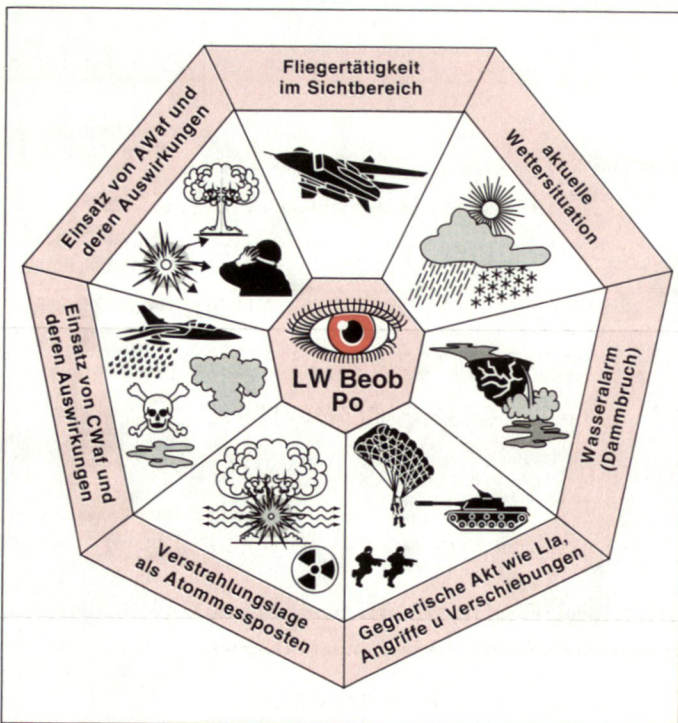 Fliegertätigkeit
im Sichtbereich
aktuelle
Wettersituation
Wasseralarm
(Dammbruch)
Gegnerische Akt wie Lla,
Angriffe u Verschiebungen
Verstrahlungslage
als Atommessposten
Einsatz von CWaf und
deren Auswirkungen
Einsatz von AWaf und
deren Auswirkungen
LW Beob
Po